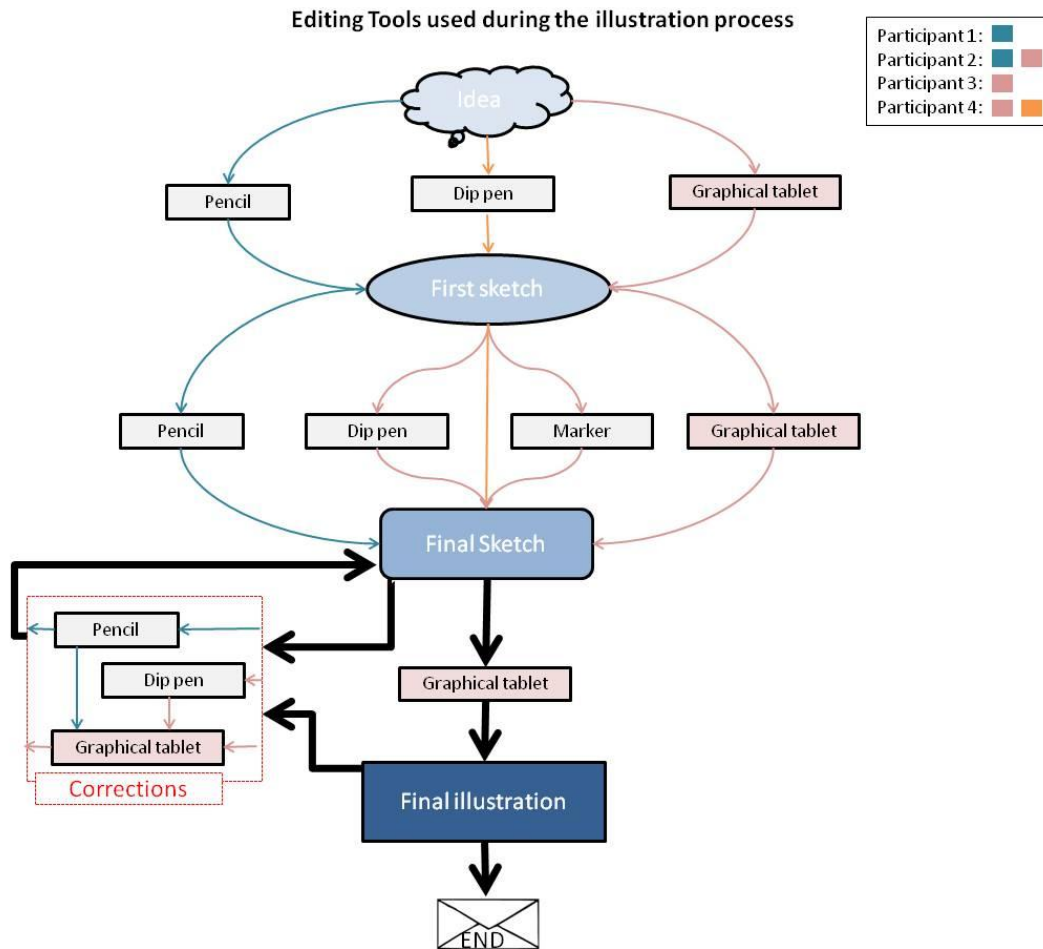 Editing Tools used during the illustration process
Participant 1:
Participant 2:
Participant 3:
Participant 4:
Idea
Pencil
Dip pen
Graphical tablet
First sketch
Pencil
Dip pen
Marker
Graphical tablet
Final Sketch
Pencil
Dip pen
Graphical tablet
Corrections
Graphical tablet
Final illustration
END